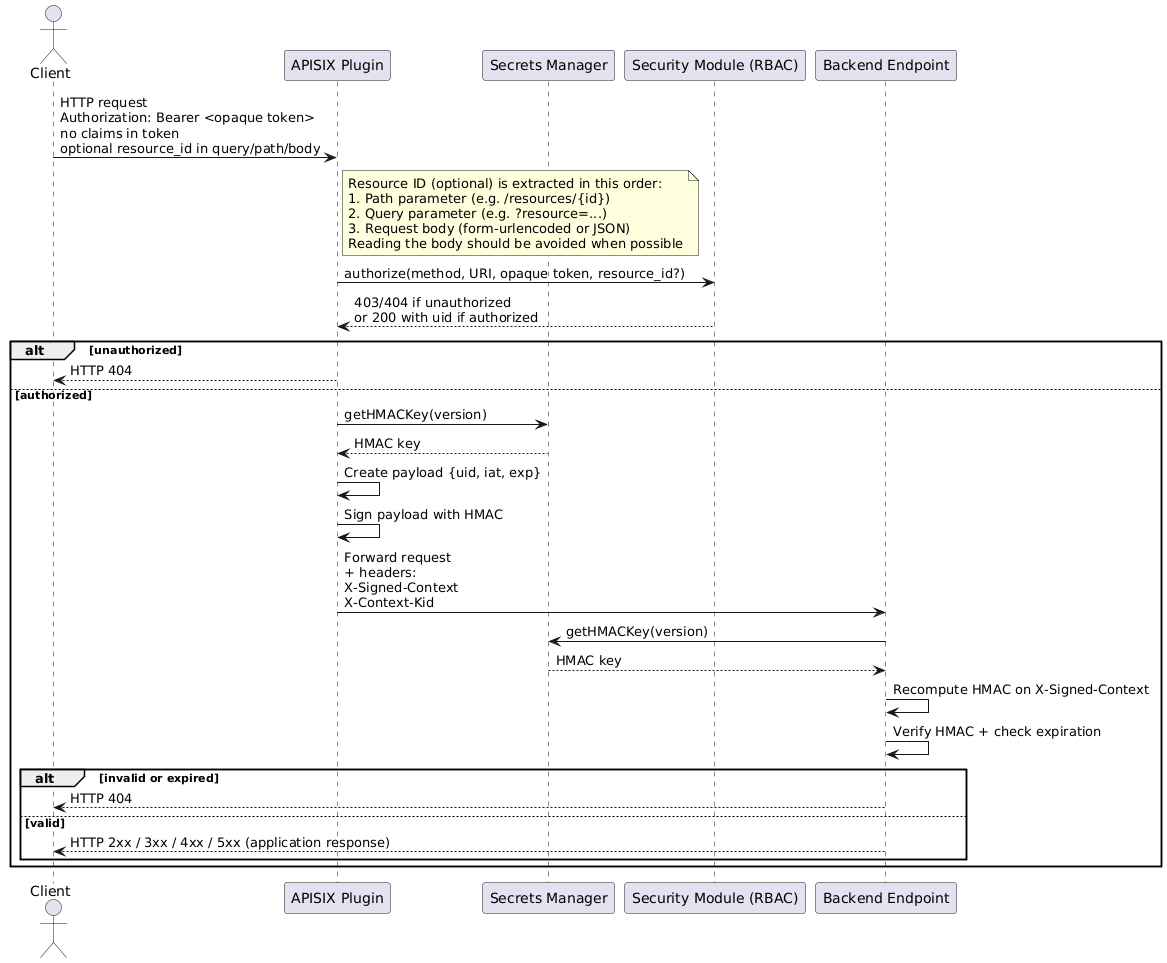 Client
APISIX Plugin
Secrets Manager
Security Module (RBAC)
Backend Endpoint
HTTP request
Authorization: Bearer <opaque token>
no claims in token
optional resource_id in query/path/body
Resource ID (optional) is extracted in this order:
1. Path parameter (e.g. /resources/{id})
2. Query parameter (e.g. ?resource=...)
3. Request body (form-urlencoded or JSON)
Reading the body should be avoided when possible
authorize(method, URI, opaque token, resource_id?)
403/404 if unauthorized
or 200 with uid if authorized
alt
[unauthorized]
HTTP 404
[authorized]
getHMACKey(version)
HMAC key
Create payload {uid, iat, exp}
Sign payload with HMAC
Forward request
+ headers:
X-Signed-Context
X-Context-Kid
getHMACKey(version)
HMAC key
Recompute HMAC on X-Signed-Context
Verify HMAC + check expiration
alt
[invalid or expired]
HTTP 404
[valid]
HTTP 2xx / 3xx / 4xx / 5xx (application response)
Client
APISIX Plugin
Secrets Manager
Security Module (RBAC)
Backend Endpoint